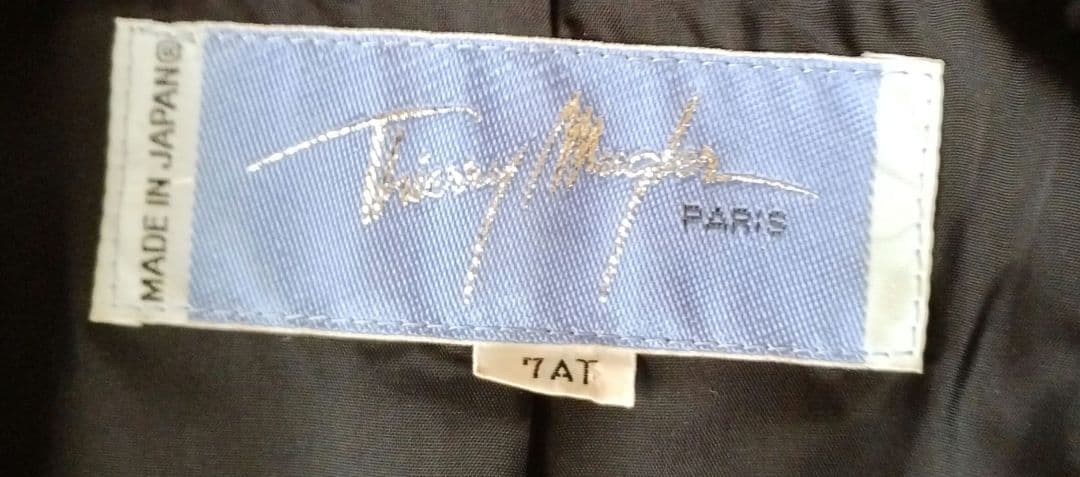 MADE IN JAPAN®
Thierry Mugler
PARIS
7AT